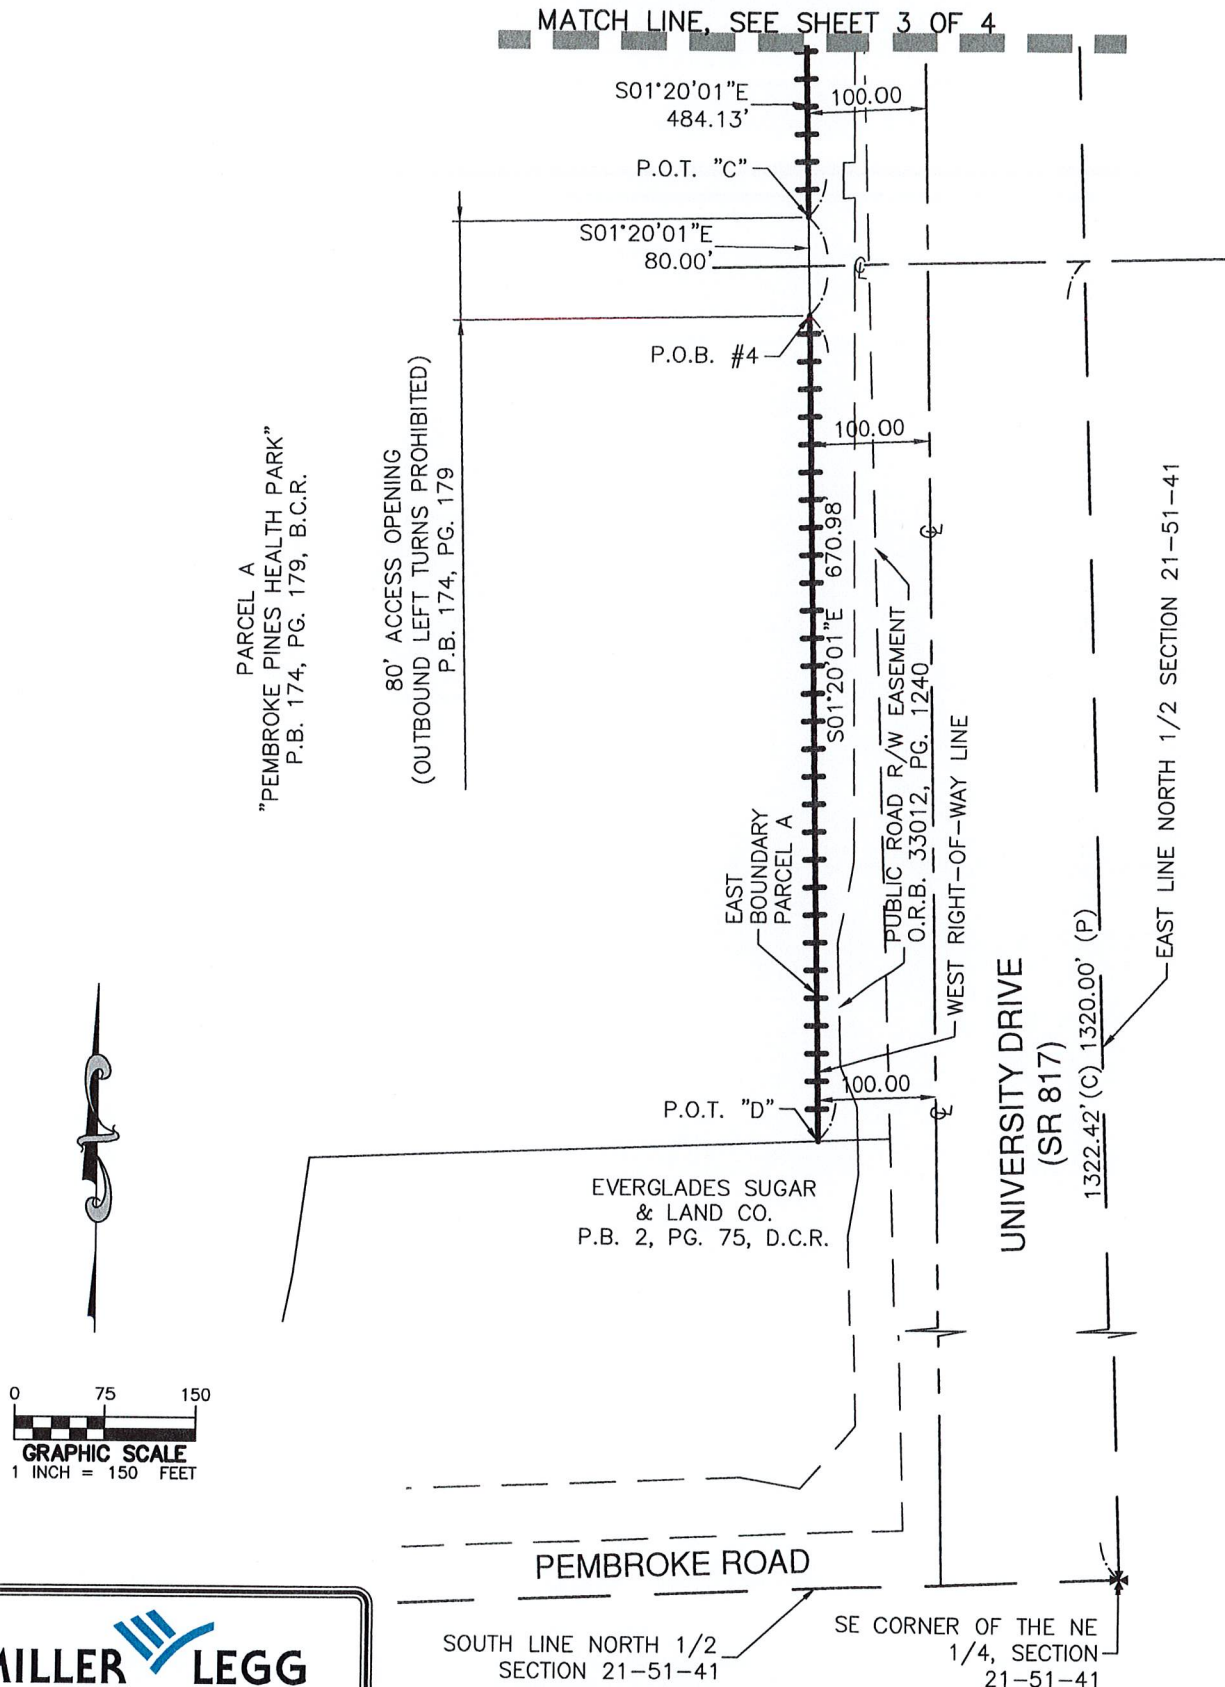 MATCH LINE, SEE SHEET 3 OF 4
S01°20'01"E
484.13'
100.00
P.O.T. "C"
S01°20'01"E
80.00'
P.O.B. #4
100.00
PARCEL A
"PEMBROKE PINES HEALTH PARK"
P.B. 174, PG. 179, B.C.R.
80' ACCESS OPENING
(OUTBOUND LEFT TURNS PROHIBITED)
P.B. 174, PG. 179
S01°20'01"E 670.98'
EAST
BOUNDARY
PARCEL A
PUBLIC ROAD R/W EASEMENT
O.R.B. 33012, PG. 1240
WEST RIGHT-OF-WAY LINE
UNIVERSITY DRIVE
(SR 817)
1322.42'(C) 1320.00' (P)
EAST LINE NORTH 1/2 SECTION 21-51-41
100.00
P.O.T. "D"
EVERGLADES SUGAR
& LAND CO.
P.B. 2, PG. 75, D.C.R.
0 75 150
GRAPHIC SCALE
1 INCH = 150 FEET
PEMBROKE ROAD
SOUTH LINE NORTH 1/2
SECTION 21-51-41
SE CORNER OF THE NE
1/4, SECTION
21-51-41
MILLER LEGG